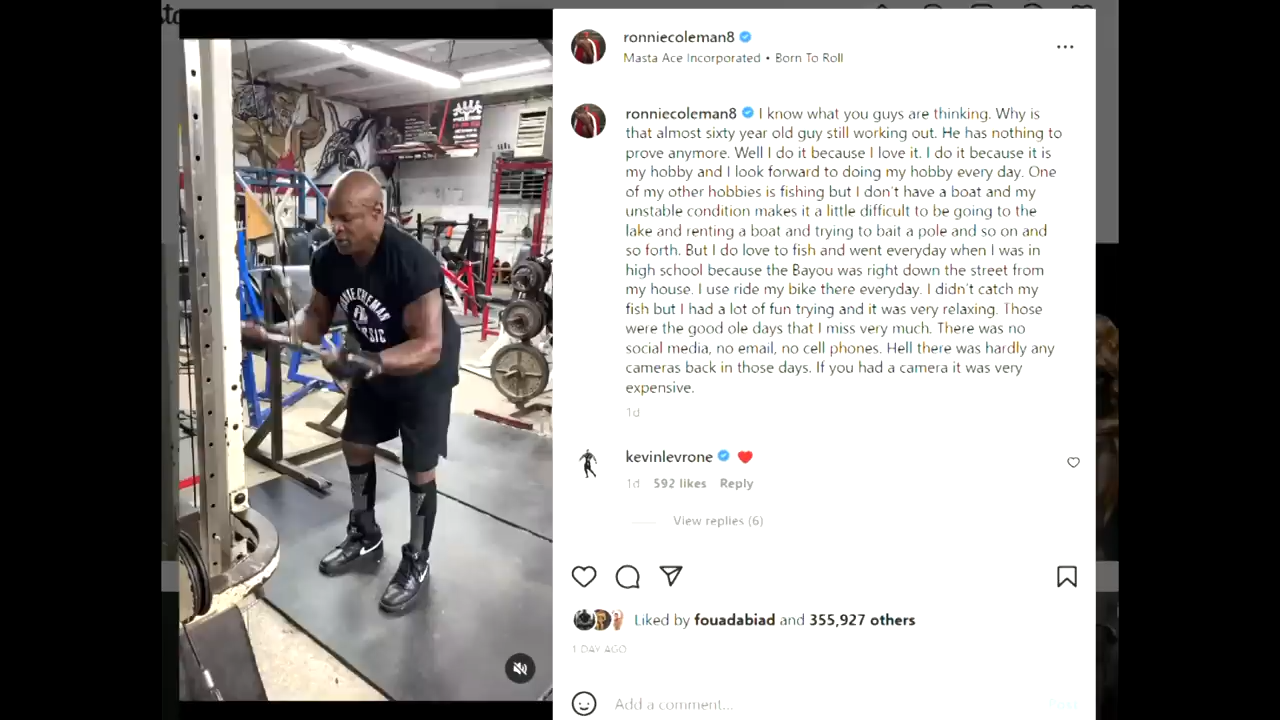 ronniecoleman8
Masta Ace Incorporated • Born To Roll
ronniecoleman8 I know what you guys are thinking. Why is
that almost sixty year old guy still working out. He has nothing to
prove anymore. Well I do it because I love it. I do it because it is
my hobby and I look forward to doing my hobby every day. One
of my other hobbies is fishing but I don't have a boat and my
unstable condition makes it a little difficult to be going to the
lake and renting a boat and trying to bait a pole and so on and
so forth. But I do love to fish and went everyday when I was in
high school because the Bayou was right down the street from
my house. I use ride my bike there everyday. I didn't catch my
fish but I had a lot of fun trying and it was very relaxing. Those
were the good ole days that I miss very much. There was no
social media, no email, no cell phones. Hell there was hardly any
cameras back in those days. If you had a camera it was very
expensive.
1d
kevinlevrone ❤️
1d 592 likes Reply
View replies (6)
Liked by fouadabiad and 355,927 others
1 DAY AGO
Add a comment...
Post